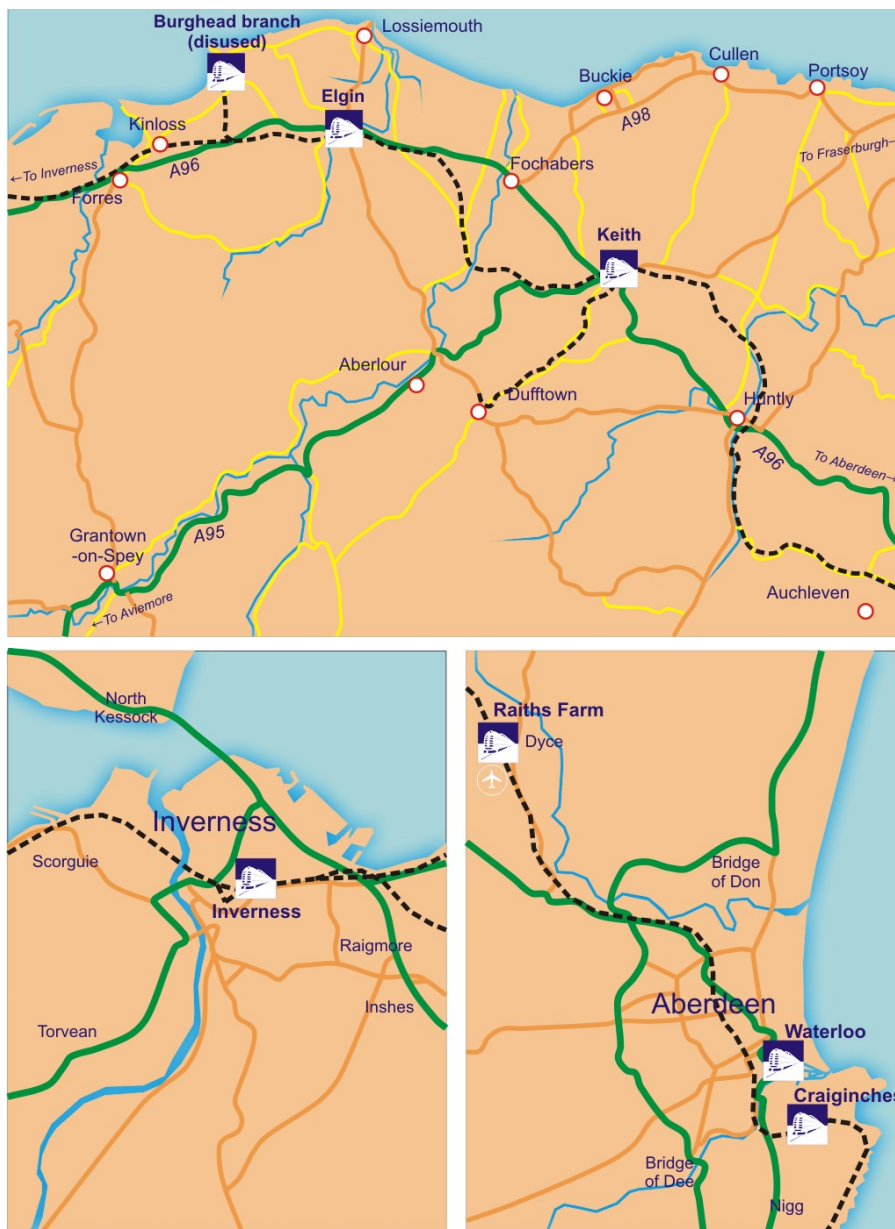 Burghead branch
(disused)
Lossiemouth
Cullen
Buckie
Portsoy
Elgin
A98
Kinloss
To Fraserburgh
←To Inverness
A96
Fochabers
Forres
Keith
Aberlour
Dufftown
Huntly
A96
To Aberdeen
A95
Grantown
-on-Spey
←To Aviemore
Auchleven
North
Kessock
Inverness
Scorguie
Inverness
Raigmore
Inshes
Torvean
Raiths Farm
Dyce
Bridge
of Don
Aberdeen
Waterloo
Craiginches
Bridge
of Dee
Nigg